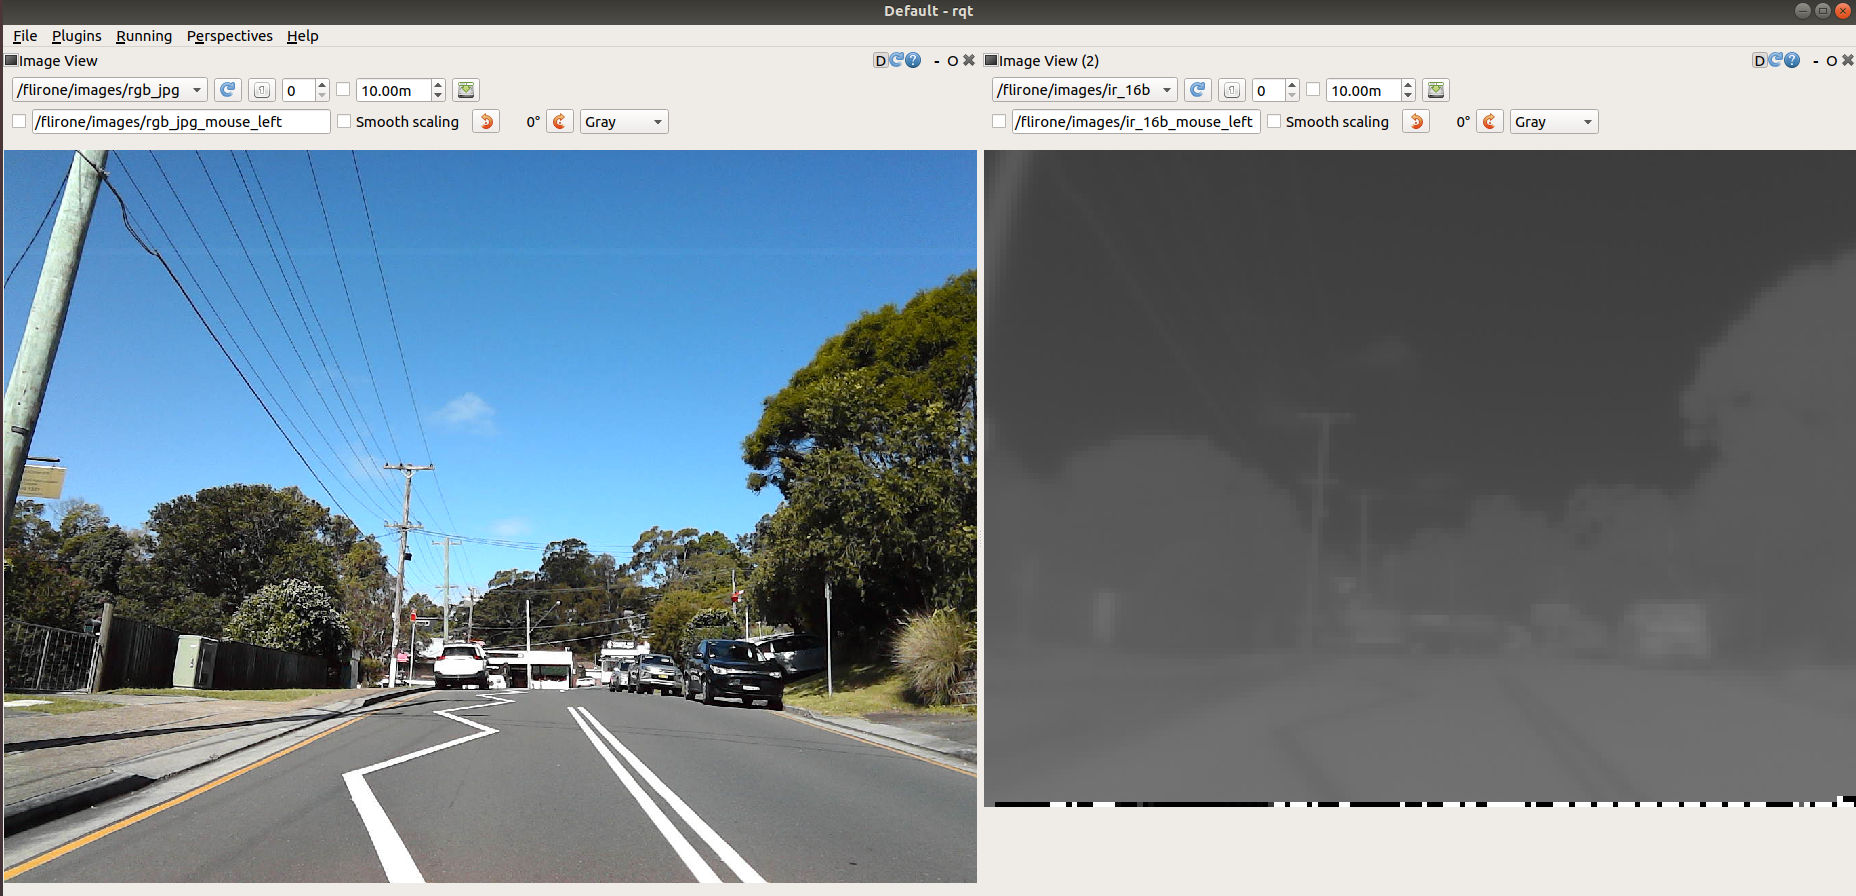 Default - rqt
File Plugins Running Perspectives Help
Image View
D
- O
/flirone/images/rgb_jpg
0
10.00m
/flirone/images/rgb_jpg_mouse_left
Smooth scaling
0°
Gray
Image View (2)
D
- O
/flirone/images/ir_16b
0
10.00m
/flirone/images/ir_16b_mouse_left
Smooth scaling
0°
Gray